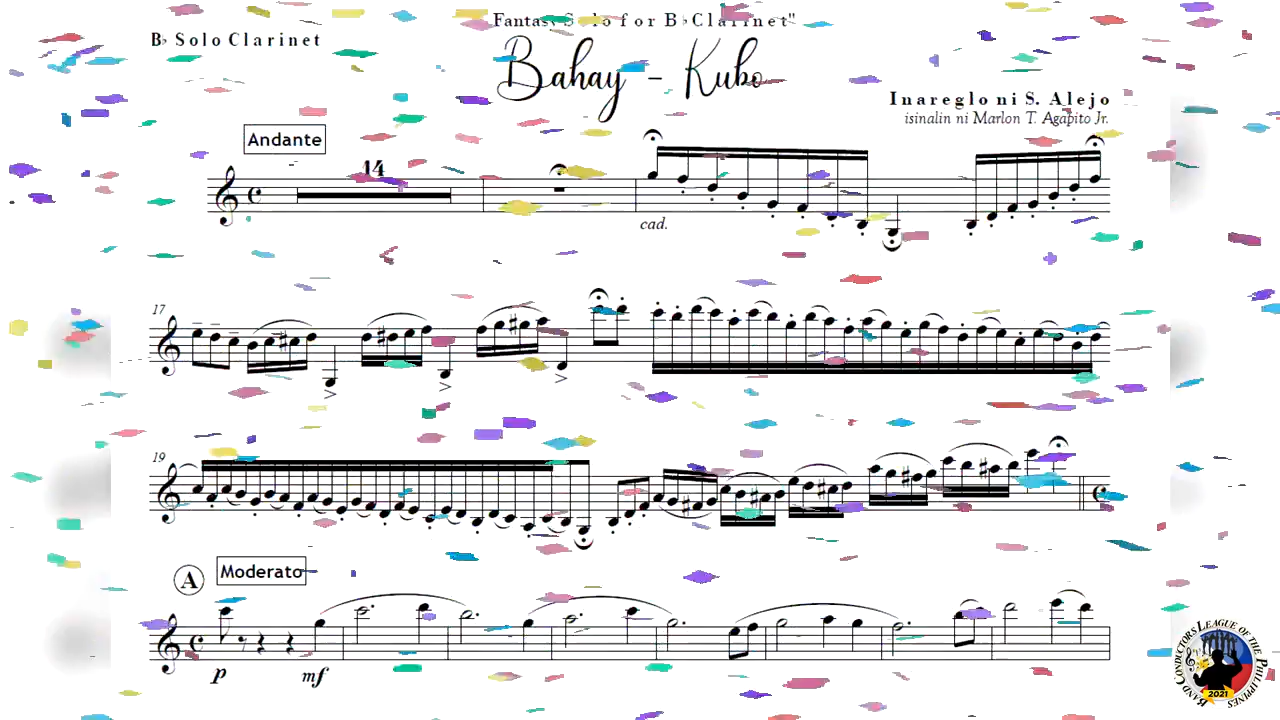 Fantasy Solo for B♭ Clarinet"
B♭ Solo Clarinet
Bahay - Kubo
Inareglo ni S. Alejo
isinalin ni Marlon T. Agapito Jr.
Andante
14
cad.
17
19
A
Moderato
p
mf
BAND CONDUCTORS LEAGUE OF THE PHILIPPINES
2021